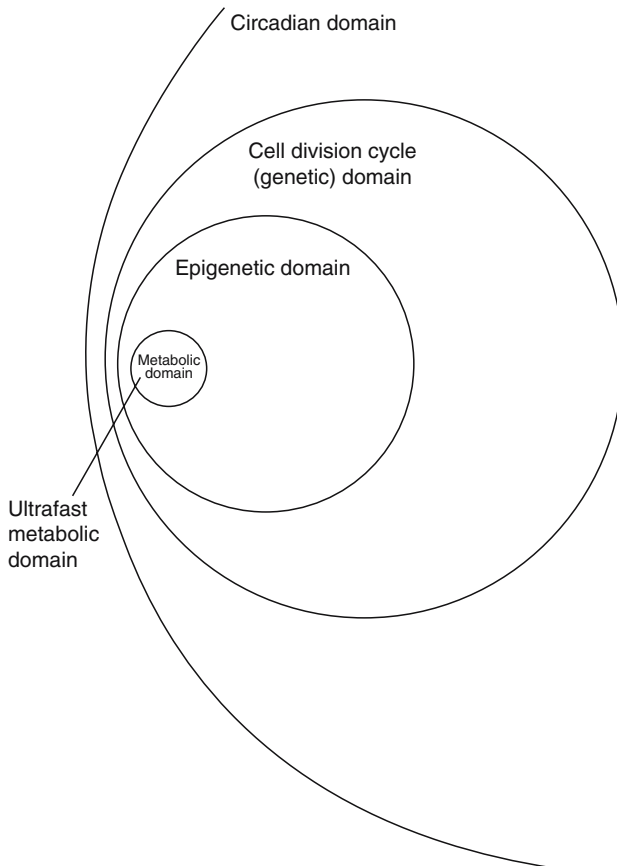 Circadian domain
Cell division cycle
(genetic) domain
Epigenetic domain
Metabolic
domain
Ultrafast
metabolic
domain